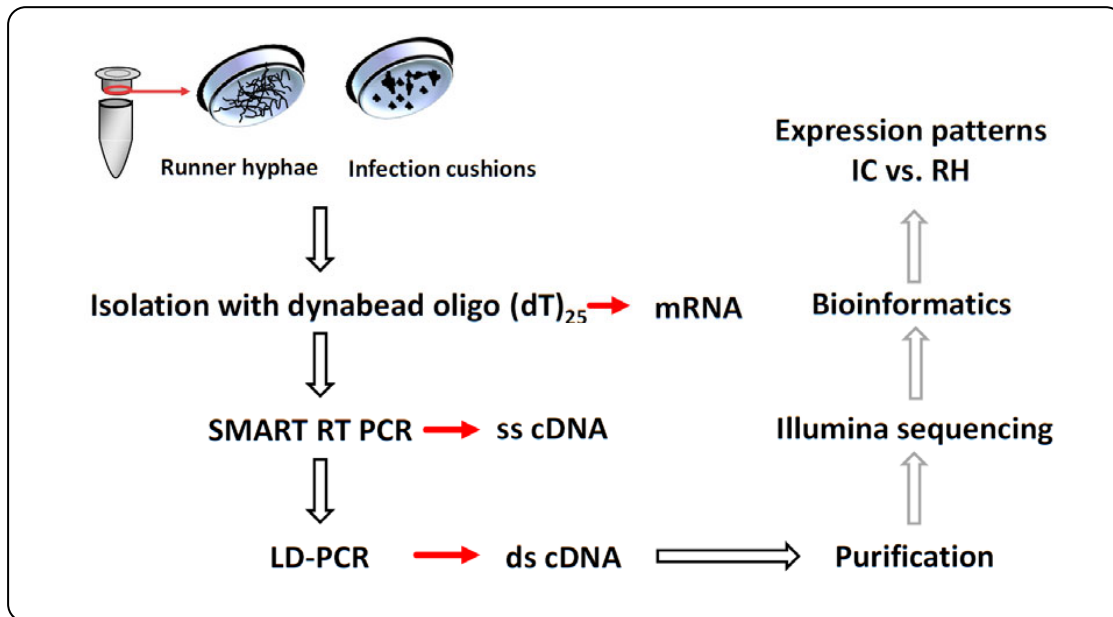 Runner hyphae
Infection cushions
Isolation with dynabead oligo (dT)25
mRNA
SMART RT PCR
ss cDNA
LD-PCR
ds cDNA
Purification
Illumina sequencing
Bioinformatics
Expression patterns
IC vs. RH